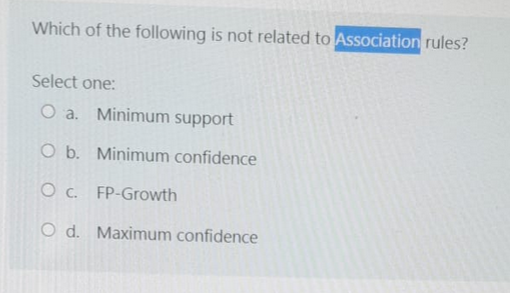 Which of the following is not related to Association rules?
Select one:
a. Minimum support
b. Minimum confidence
c. FP-Growth
d. Maximum confidence